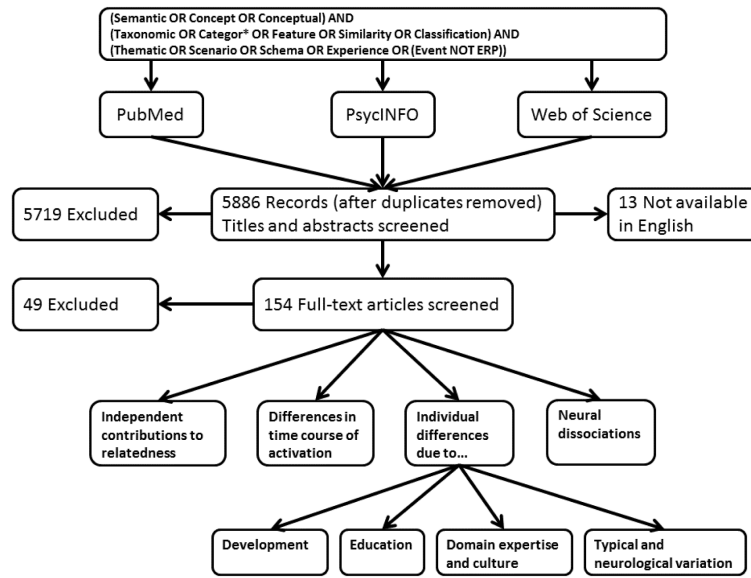 (Semantic OR Concept OR Conceptual) AND
(Taxonomic OR Categor* OR Feature OR Similarity OR Classification) AND
(Thematic OR Scenario OR Schema OR Experience OR (Event NOT ERP))
PubMed
PsycINFO
Web of Science
5719 Excluded
5886 Records (after duplicates removed)
Titles and abstracts screened
13 Not available
in English
49 Excluded
154 Full-text articles screened
Independent
contributions to
relatedness
Differences in
time course of
activation
Individual
differences
due to...
Neural
dissociations
Development
Education
Domain expertise
and culture
Typical and
neurological variation